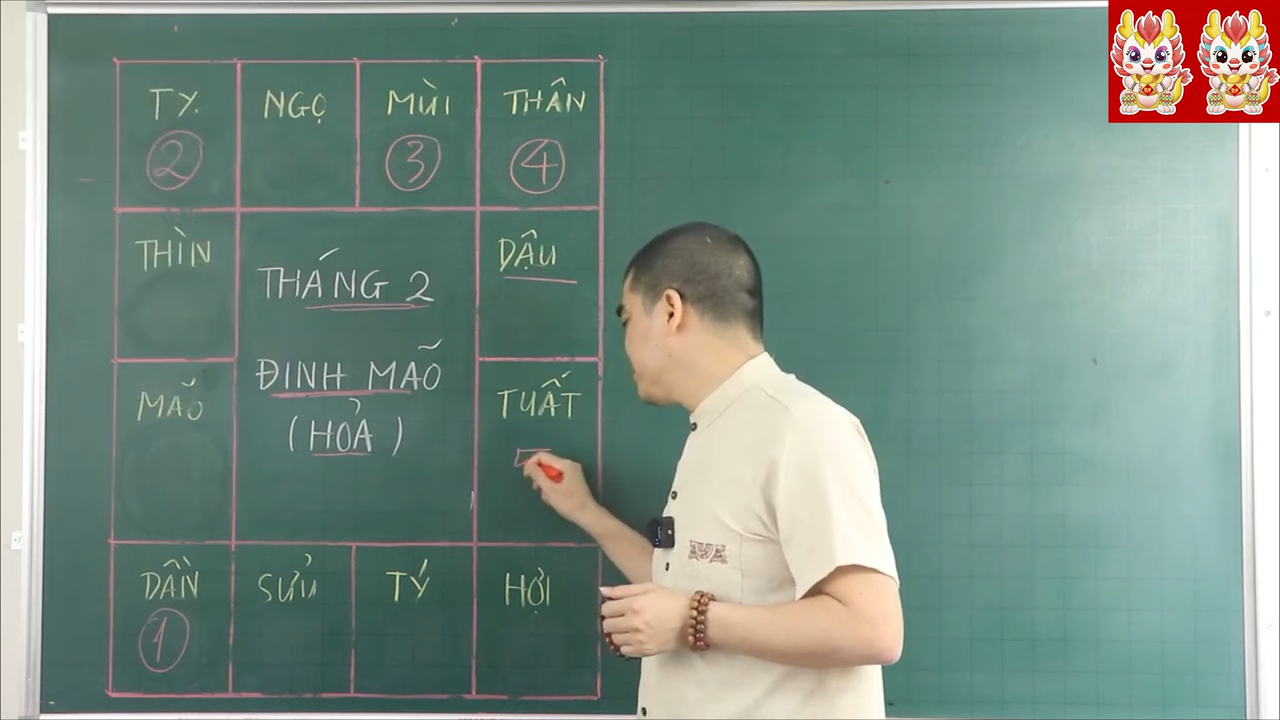 TỴ NGỌ MÙI THÂN
2 3 4
THÌN DẬU
THÁNG 2
ĐINH MÃO
(HỎA)
MÃO TUẤT
DẦN SỬU TÝ HỢI
1